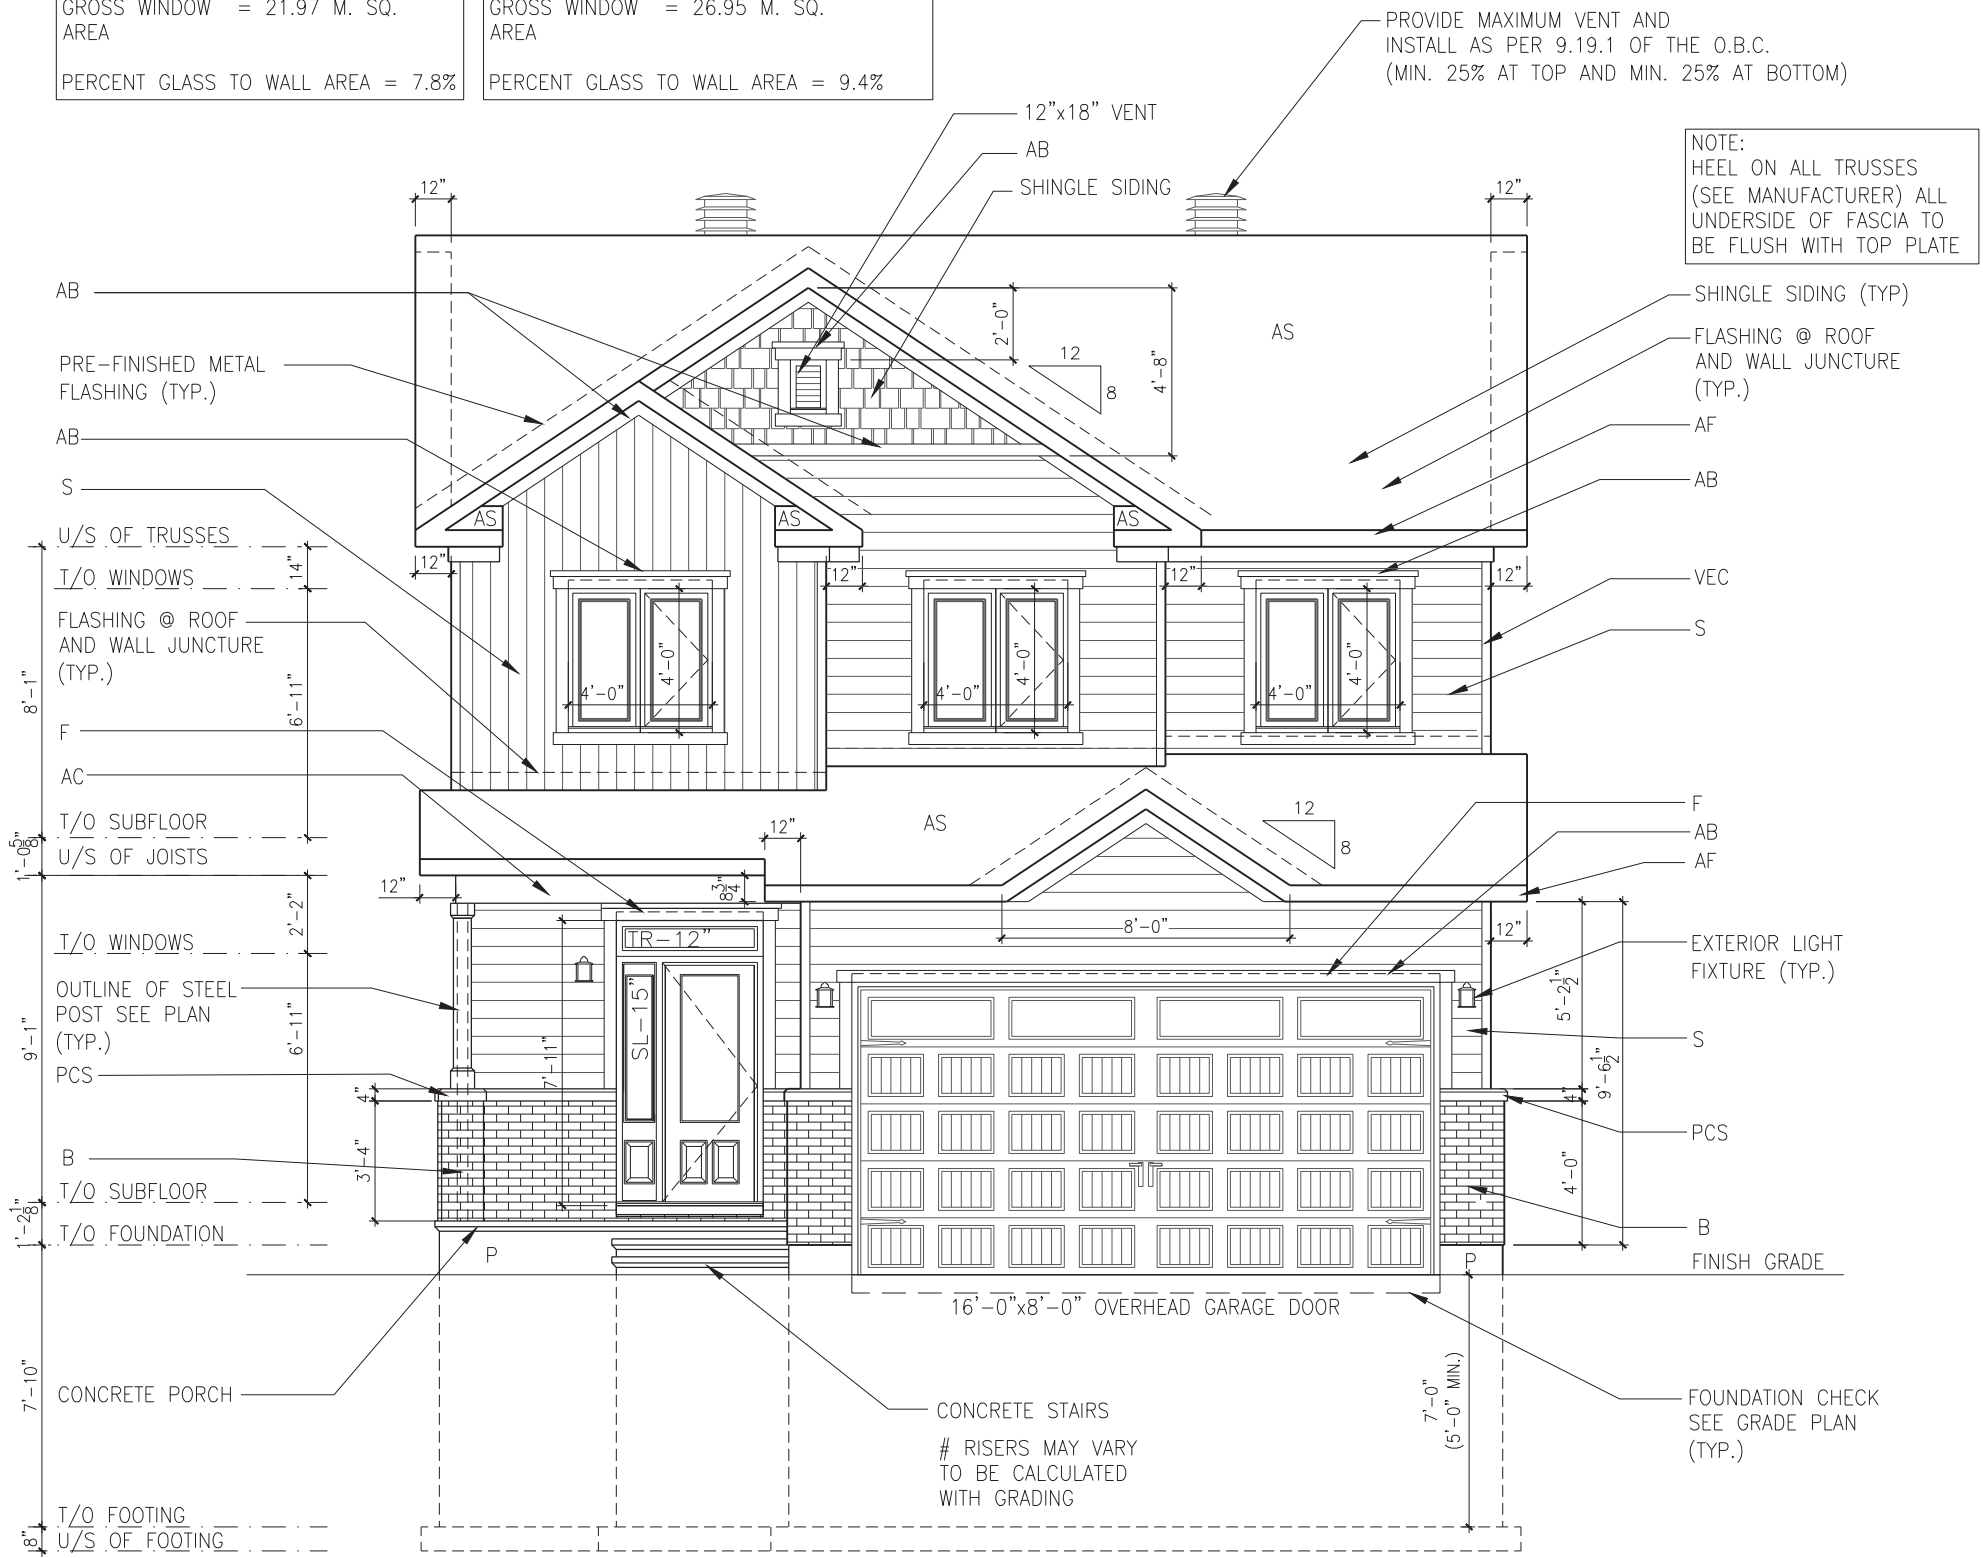 GROSS WINDOW = 21.97 M. SQ.
AREA
PERCENT GLASS TO WALL AREA = 7.8%
GROSS WINDOW = 26.95 M. SQ.
AREA
PERCENT GLASS TO WALL AREA = 9.4%
PROVIDE MAXIMUM VENT AND
INSTALL AS PER 9.19.1 OF THE O.B.C.
(MIN. 25% AT TOP AND MIN. 25% AT BOTTOM)
12"x18" VENT
AB
SHINGLE SIDING
NOTE:
HEEL ON ALL TRUSSES
(SEE MANUFACTURER) ALL
UNDERSIDE OF FASCIA TO
BE FLUSH WITH TOP PLATE
12"
12"
AB
PRE-FINISHED METAL
FLASHING (TYP.)
AB
S
U/S OF TRUSSES
T/O WINDOWS
FLASHING @ ROOF
AND WALL JUNCTURE
(TYP.)
F
AC
T/O SUBFLOOR
U/S OF JOISTS
T/O WINDOWS
OUTLINE OF STEEL
POST SEE PLAN
(TYP.)
PCS
B
T/O SUBFLOOR
T/O FOUNDATION
CONCRETE PORCH
T/O FOOTING
U/S OF FOOTING
8'-1"
1'-0⅝"
9'-1"
1'-2⅛"
7'-10"
8"
14"
6'-11"
2'-2"
6'-11"
4"
3'-4"
2'-0"
4'-8"
12
8
AS
AS
AS
AS
12"
12"
12"
12"
4'-0"
4'-0"
4'-0"
4'-0"
4'-0"
4'-0"
AS
12
8
12"
12"
8¾"
8'-0"
12"
TR-12"
SL-15"
7'-11"
5'-2½"
9'-6½"
4"
4'-0"
P
P
16'-0"x8'-0" OVERHEAD GARAGE DOOR
7'-0"
(5'-0" MIN.)
CONCRETE STAIRS
# RISERS MAY VARY
TO BE CALCULATED
WITH GRADING
SHINGLE SIDING (TYP)
FLASHING @ ROOF
AND WALL JUNCTURE
(TYP.)
AF
AB
VEC
S
F
AB
AF
EXTERIOR LIGHT
FIXTURE (TYP.)
S
PCS
B
FINISH GRADE
FOUNDATION CHECK
SEE GRADE PLAN
(TYP.)